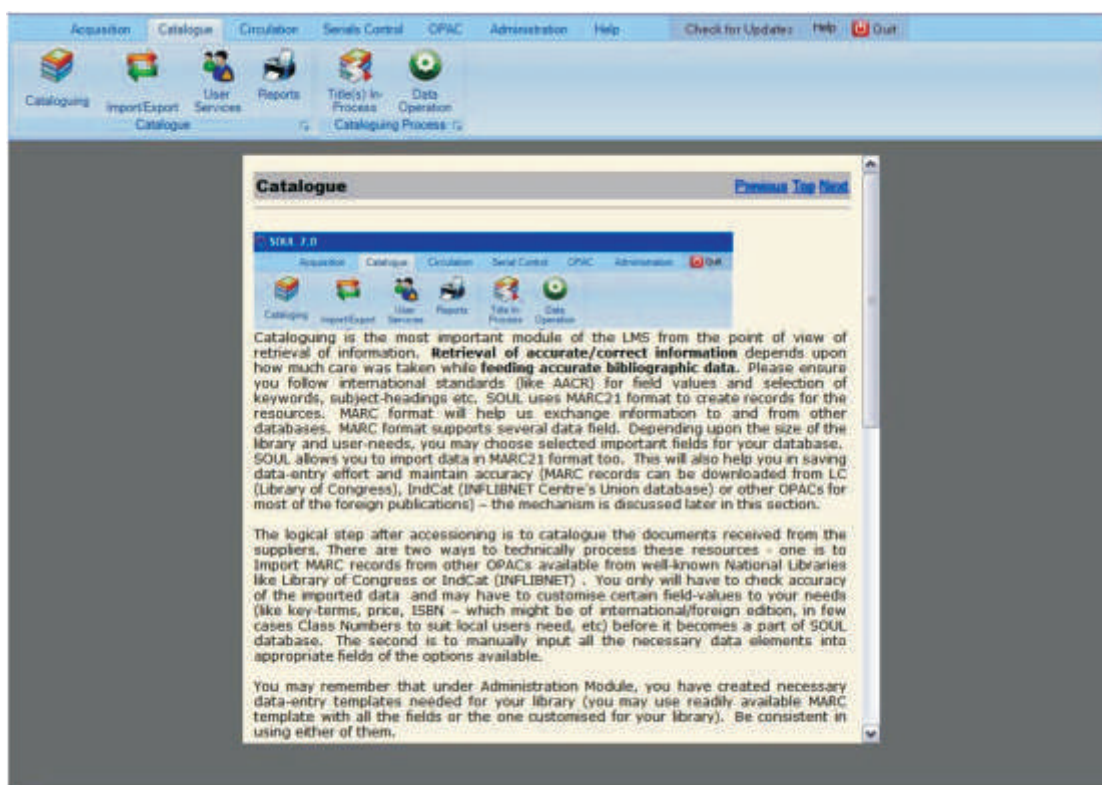 Acquisition Catalogue Circulation Serials Control OPAC Administration Help Check for Updates Help Quit
Cataloguing Import/Export User Services Reports Title(s) In-Process Data Operation
Catalogue Cataloguing Process
Catalogue Previous Top Next
SOUL 2.0
Acquisition Catalogue Circulation Serial Control OPAC Administration Quit
Cataloging Import/Export User Services Reports Title In-Process Data Operation
Cataloguing is the most important module of the LMS from the point of view of
retrieval of information. Retrieval of accurate/correct information depends upon
how much care was taken while feeding accurate bibliographic data. Please ensure
you follow international standards (like AACR) for field values and selection of
keywords, subject-headings etc. SOUL uses MARC21 format to create records for the
resources. MARC format will help us exchange information to and from other
databases. MARC format supports several data field. Depending upon the size of the
library and user-needs, you may choose selected important fields for your database.
SOUL allows you to import data in MARC21 format too. This will also help you in saving
data-entry effort and maintain accuracy (MARC records can be downloaded from LC
(Library of Congress), IndCat (INFLIBNET Centre's Union database) or other OPACs for
most of the foreign publications) – the mechanism is discussed later in this section.
The logical step after accessioning is to catalogue the documents received from the
suppliers. There are two ways to technically process these resources - one is to
Import MARC records from other OPACs available from well-known National Libraries
like Library of Congress or IndCat (INFLIBNET) . You only will have to check accuracy
of the imported data and may have to customise certain field-values to your needs
(like key-terms, price, ISBN – which might be of international/foreign edition, in few
cases Class Numbers to suit local users need, etc) before it becomes a part of SOUL
database. The second is to manually input all the necessary data elements into
appropriate fields of the options available.
You may remember that under Administration Module, you have created necessary
data-entry templates needed for your library (you may use readily available MARC
template with all the fields or the one customised for your library). Be consistent in
using either of them.